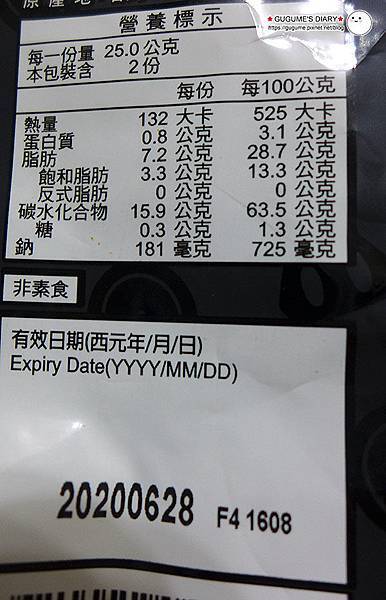 ★ GUGUME'S DIARY ★
https://gugume.pixnet.net/blog
營養標示
每一份量 25.0公克
本包裝含 2份
每份 每100公克
熱量 132 大卡 525 大卡
蛋白質 0.8 公克 3.1 公克
脂肪 7.2 公克 28.7 公克
飽和脂肪 3.3 公克 13.3 公克
反式脂肪 0 公克 0 公克
碳水化合物 15.9 公克 63.5 公克
糖 0.3 公克 1.3 公克
鈉 181 毫克 725 毫克
非素食
有效日期(西元年/月/日)
Expiry Date(YYYY/MM/DD)
20200628 F4 1608